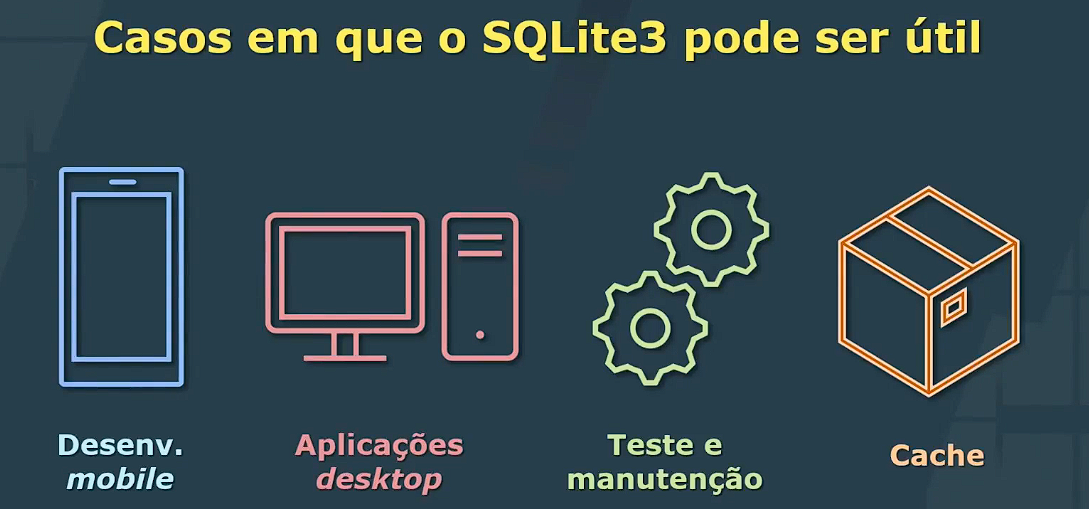 Casos em que o SQLite3 pode ser útil
Desenv.
mobile
Aplicações
desktop
Teste e
manutenção
Cache